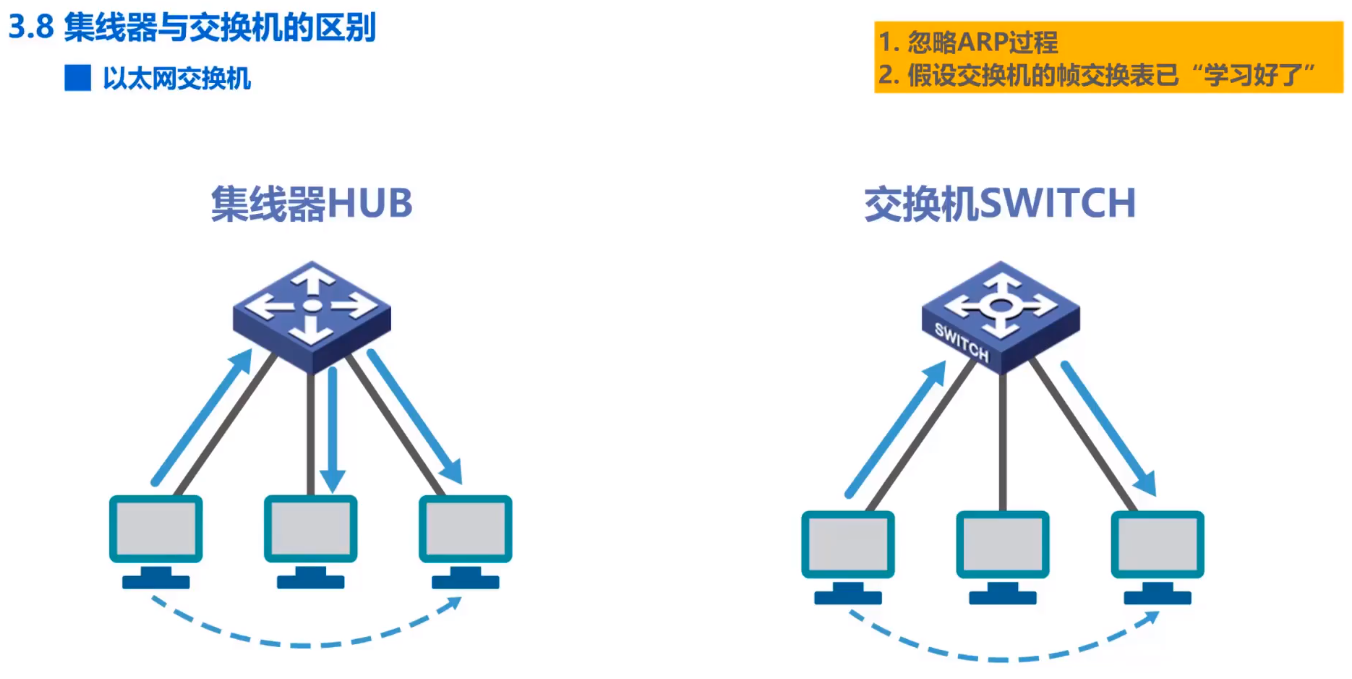 3.8 集线器与交换机的区别
以太网交换机
1. 忽略ARP过程
2. 假设交换机的帧交换表已“学习好了”
集线器HUB
交换机SWITCH
SWITCH